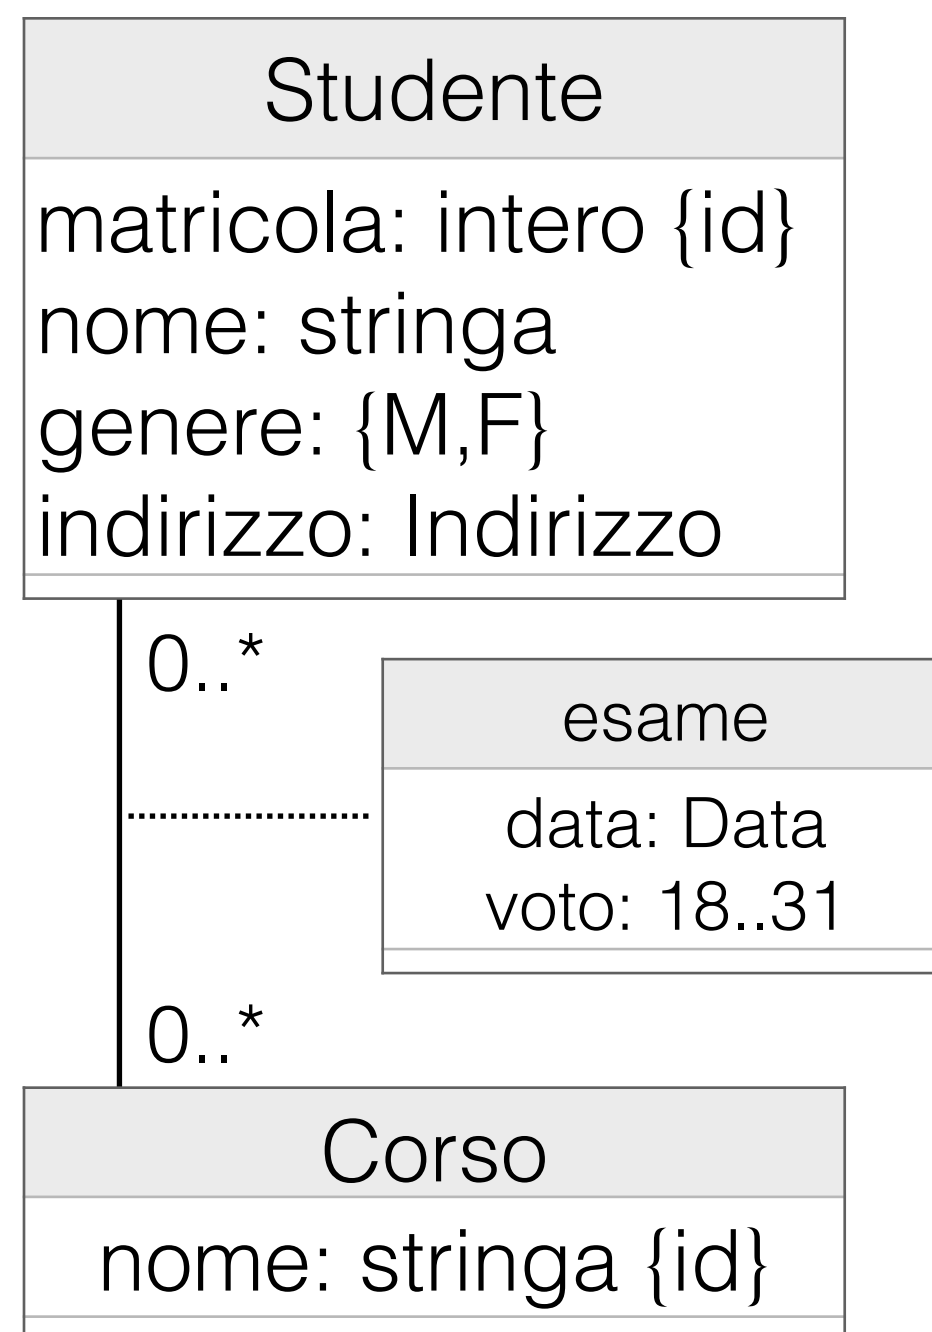 Studente
matricola: intero {id}
nome: stringa
genere: {M,F}
indirizzo: Indirizzo
0..*
esame
data: Data
voto: 18..31
0..*
Corso
nome: stringa {id}